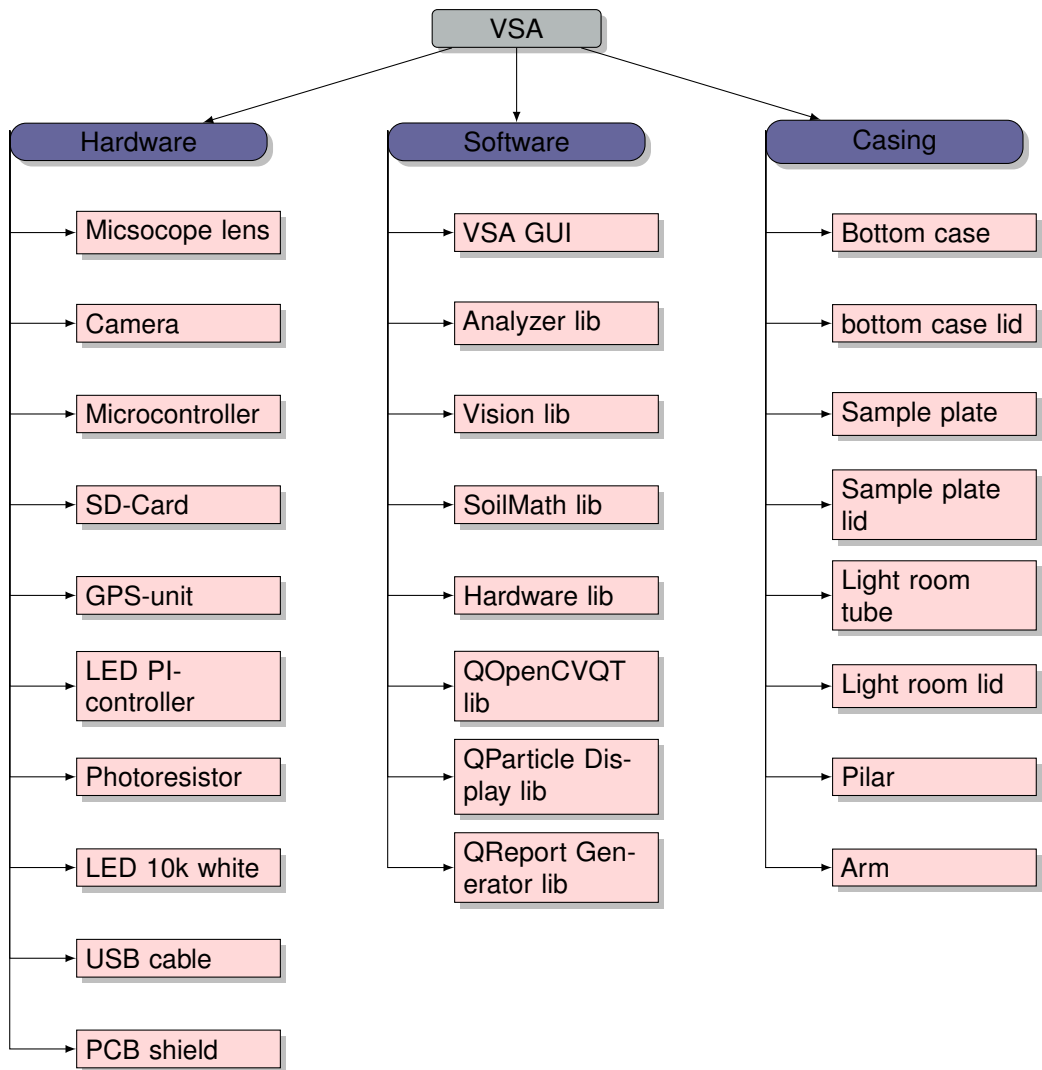 VSA
Hardware
Micsocope lens
Camera
Microcontroller
SD-Card
GPS-unit
LED PI-
controller
Photoresistor
LED 10k white
USB cable
PCB shield
Software
VSA GUI
Analyzer lib
Vision lib
SoilMath lib
Hardware lib
QOpenCVQT
lib
QParticle Dis-
play lib
QReport Gen-
erator lib
Casing
Bottom case
bottom case lid
Sample plate
Sample plate
lid
Light room
tube
Light room lid
Pilar
Arm